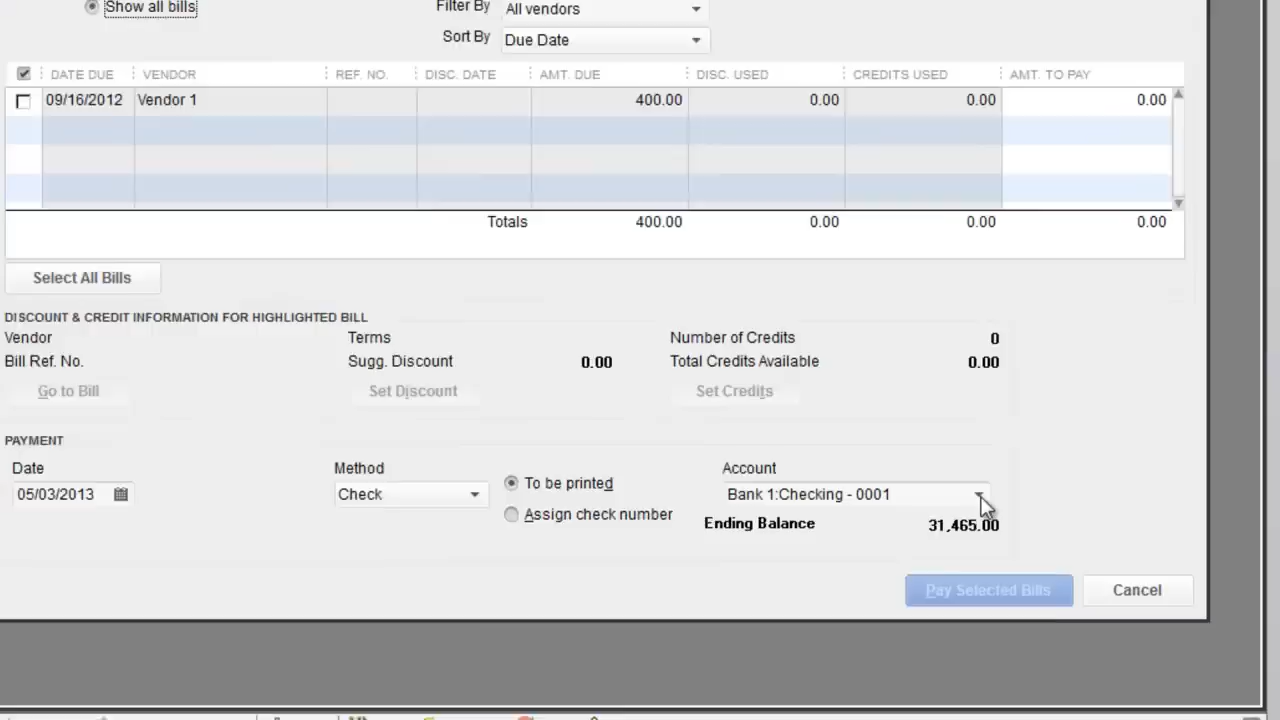 Show all bills Filter By All vendors
Sort By Due Date
DATE DUE VENDOR REF. NO. DISC. DATE AMT. DUE DISC. USED CREDITS USED AMT. TO PAY
09/16/2012 Vendor 1 400.00 0.00 0.00 0.00
Totals 400.00 0.00 0.00 0.00
Select All Bills
DISCOUNT & CREDIT INFORMATION FOR HIGHLIGHTED BILL
Vendor Terms Number of Credits 0
Bill Ref. No. Sugg. Discount 0.00 Total Credits Available 0.00
Go to Bill Set Discount Set Credits
PAYMENT
Date Method To be printed Account
05/03/2013 Check Assign check number Bank 1:Checking - 0001
Ending Balance 31,465.00
Pay Selected Bills Cancel